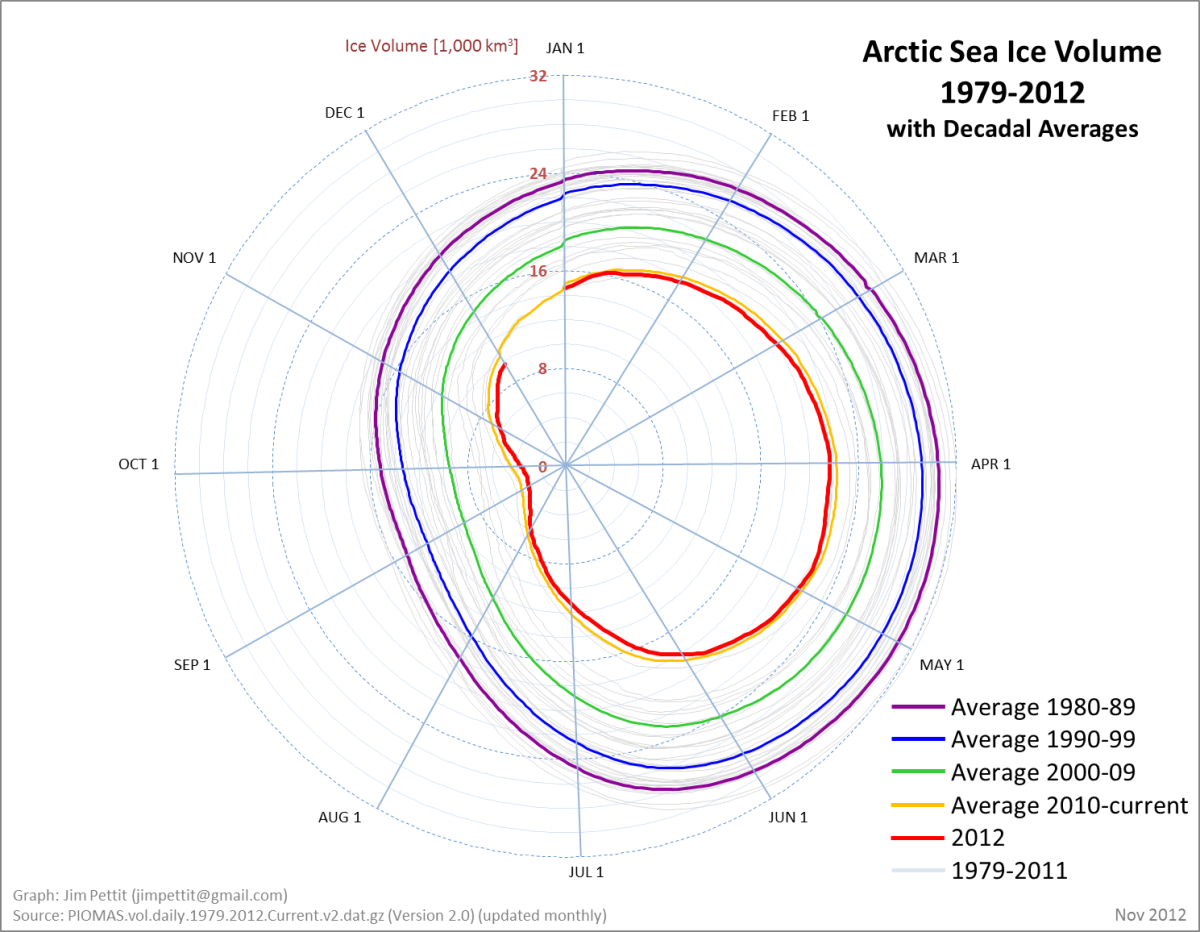 Arctic Sea Ice Volume
1979-2012
with Decadal Averages
Ice Volume [1,000 km³]
JAN 1
FEB 1
MAR 1
APR 1
MAY 1
JUN 1
JUL 1
AUG 1
SEP 1
OCT 1
NOV 1
DEC 1
32
24
16
8
0
Average 1980-89
Average 1990-99
Average 2000-09
Average 2010-current
2012
1979-2011
Graph: Jim Pettit (jimpettit@gmail.com)
Source: PIOMAS.vol.daily.1979.2012.Current.v2.dat.gz (Version 2.0) (updated monthly)
Nov 2012